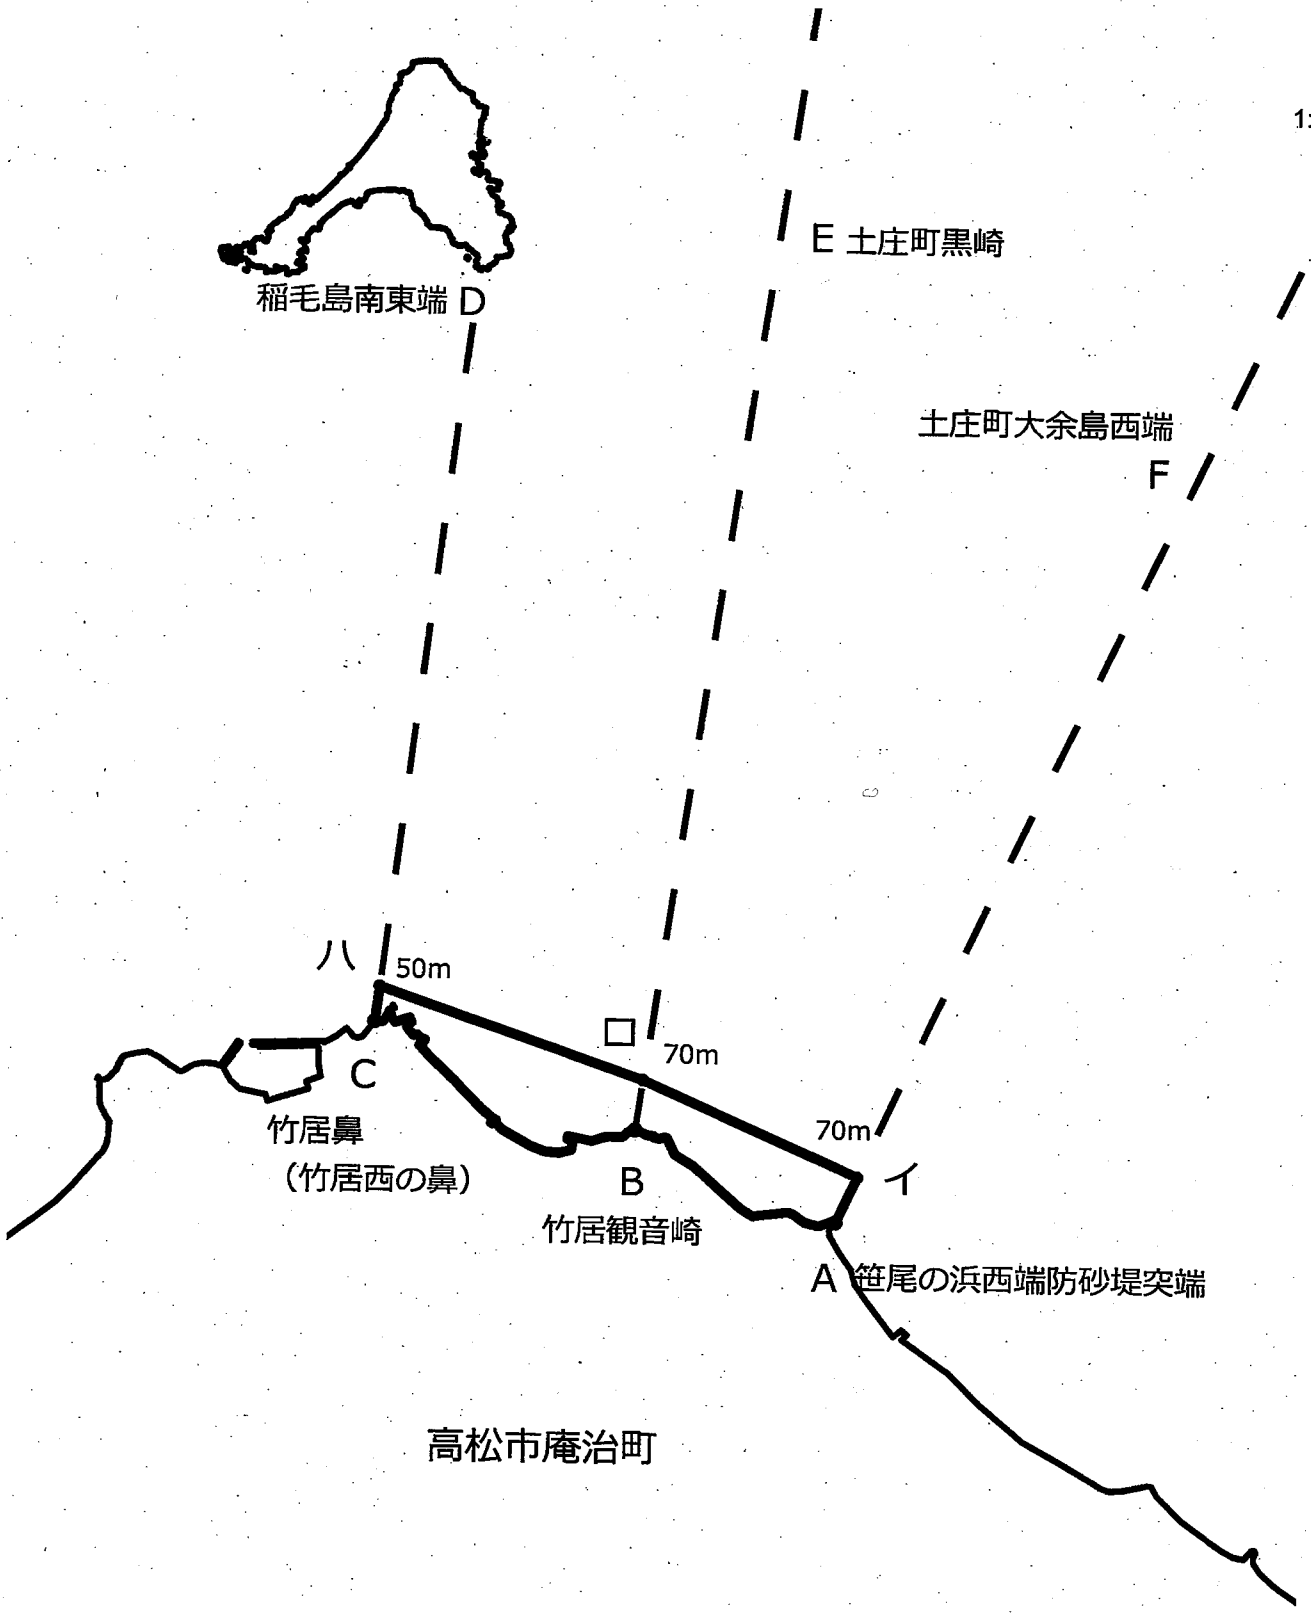 1:
E 土庄町黒崎
稲毛島南東端 D
土庄町大余島西端
F
ハ
50m
ロ
70m
C
70m
竹居鼻
（竹居西の鼻）
イ
B
竹居観音崎
A 笹尾の浜西端防砂堤突端
高松市庵治町